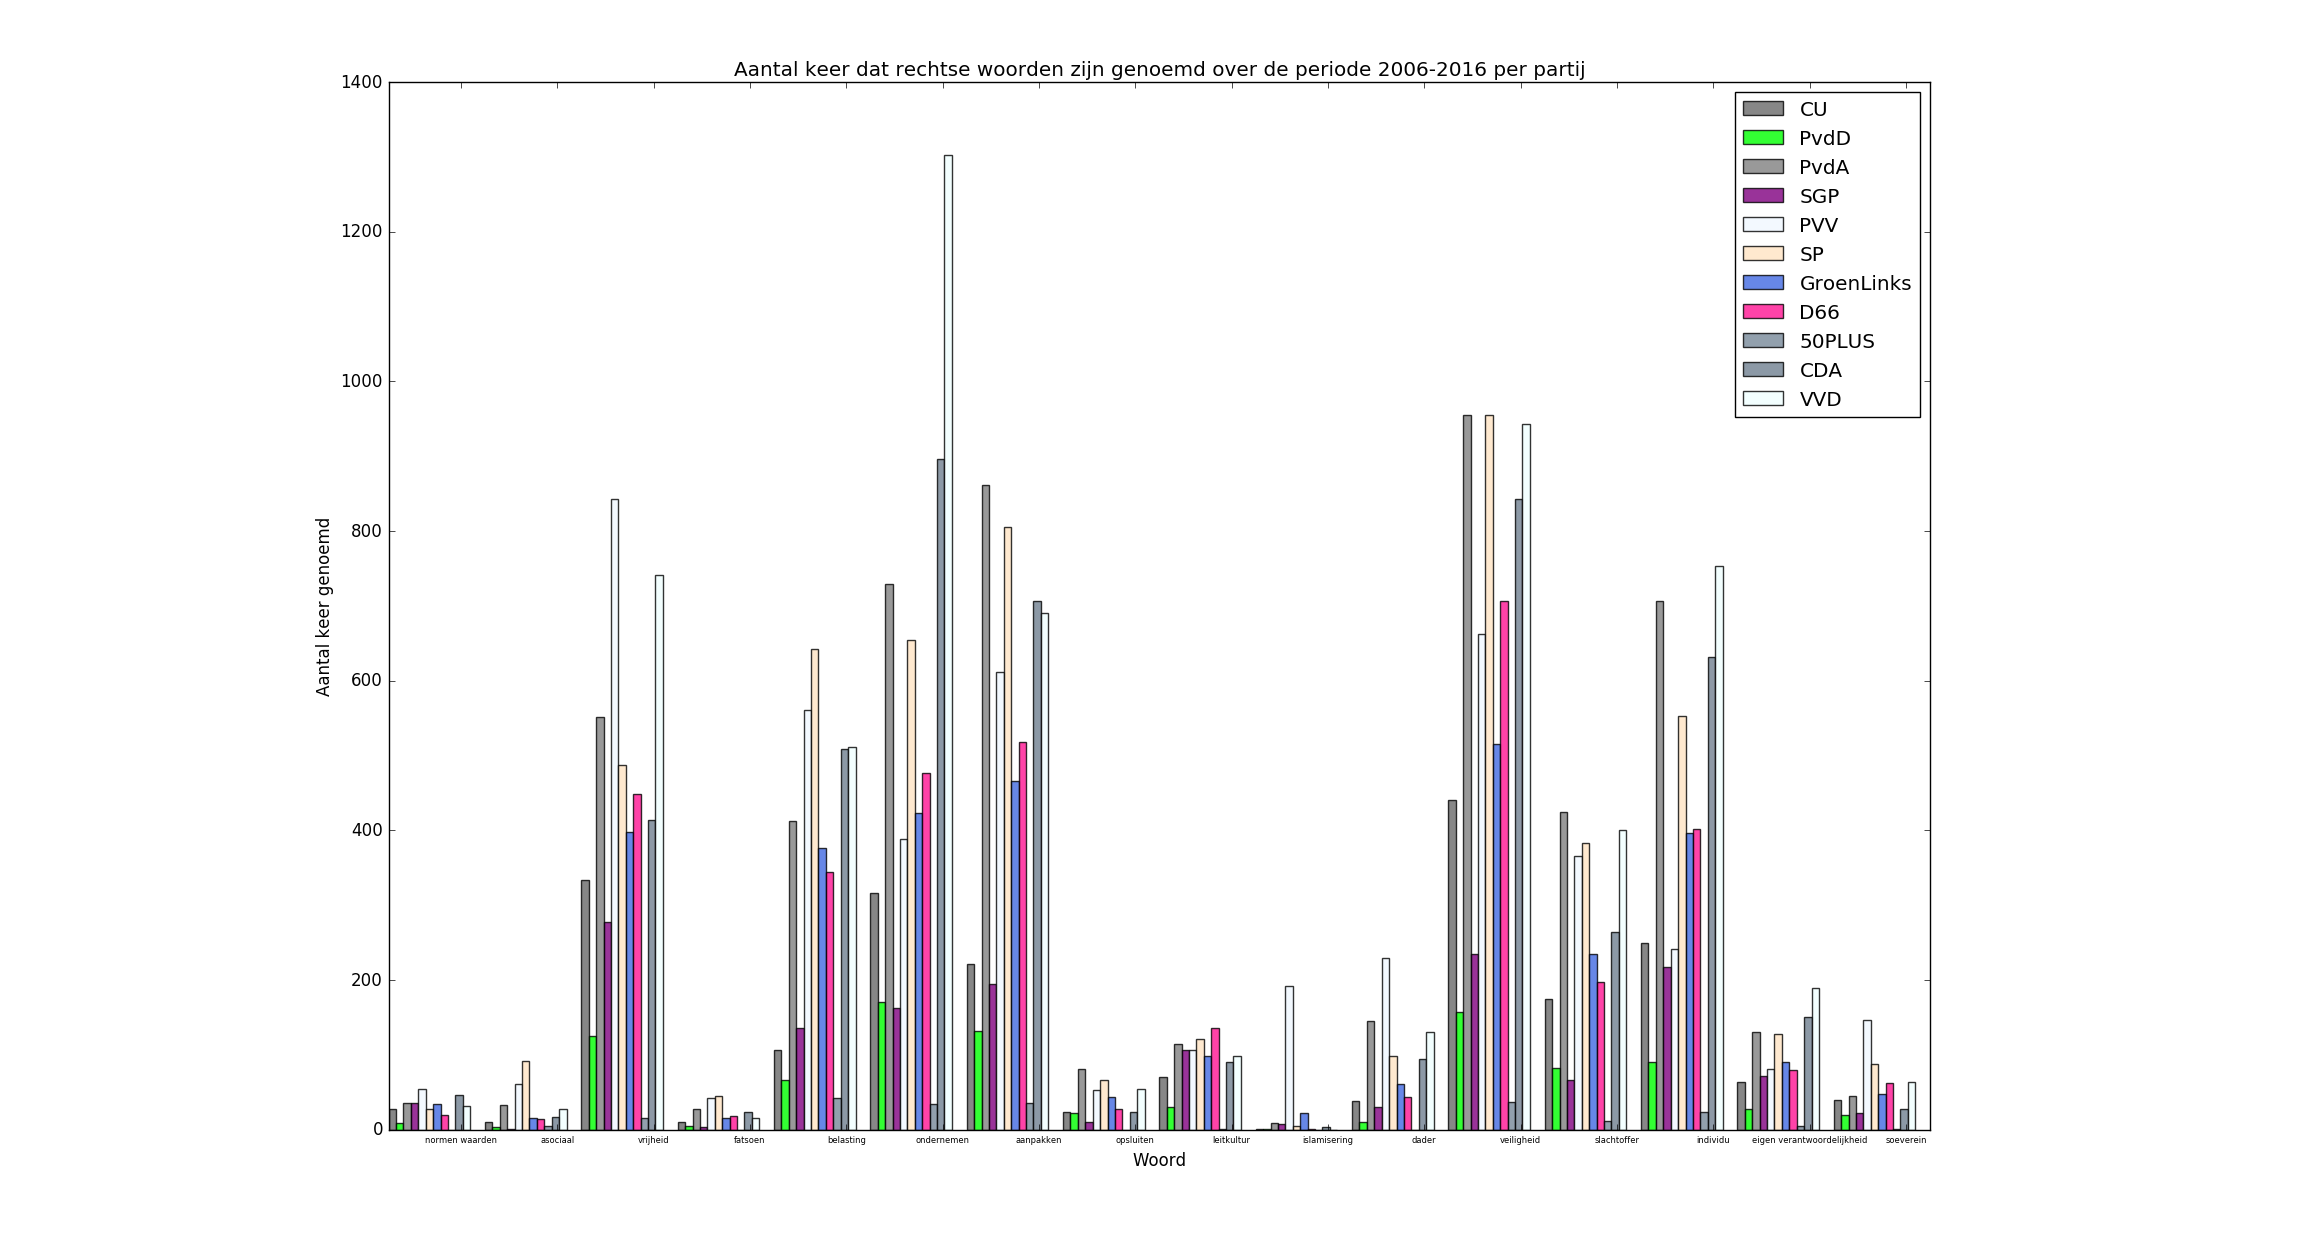 Aantal keer dat rechtse woorden zijn genoemd over de periode 2006-2016 per partij
1400
1200
1000
800
600
400
200
0
Aantal keer genoemd
CU
PvdD
PvdA
SGP
PVV
SP
GroenLinks
D66
50PLUS
CDA
VVD
normen waarden asociaal vrijheid fatsoen belasting ondernemen aanpakken opsluiten leitkultur islamisering dader veiligheid slachtoffer individu eigen verantwoordelijkheid soeverein
Woord